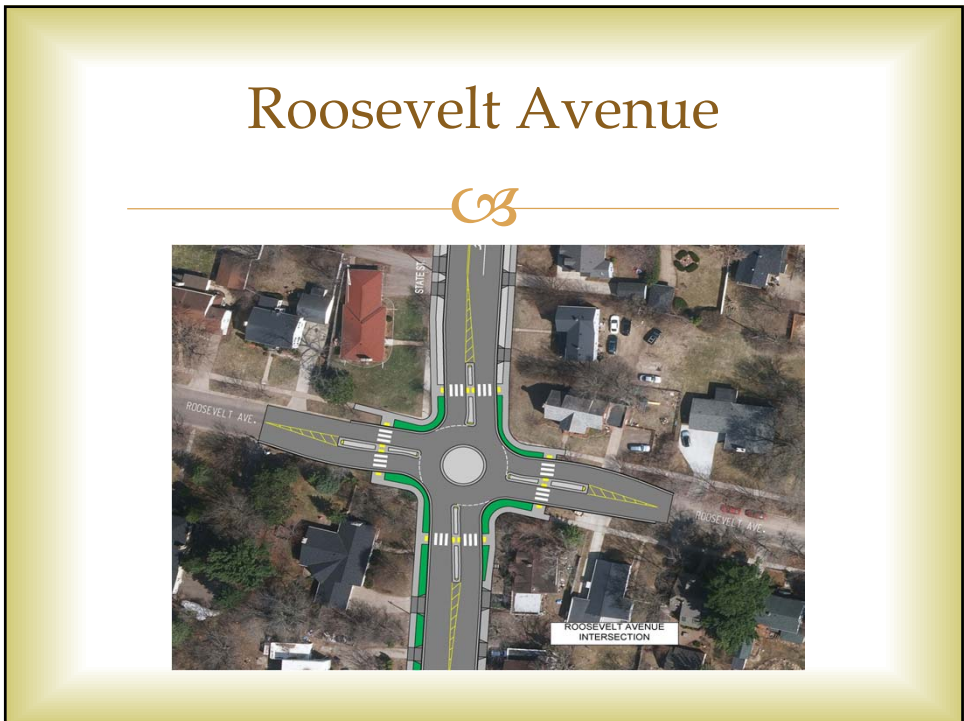 Roosevelt Avenue
STATE ST
ROOSEVELT AVE.
ROOSEVELT AVE.
ROOSEVELT AVENUE
INTERSECTION